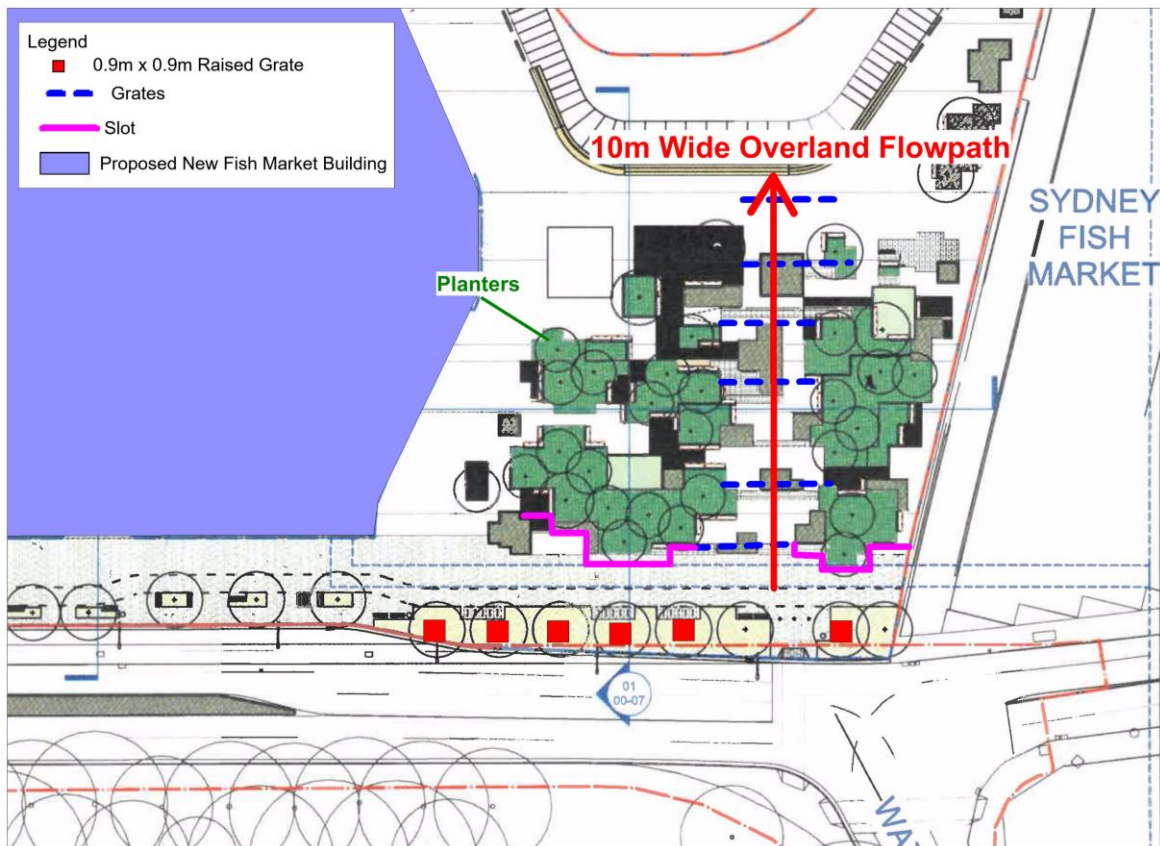 Legend
0.9m x 0.9m Raised Grate
Grates
Slot
Proposed New Fish Market Building
10m Wide Overland Flowpath
SYDNEY
FISH
MARKET
Planters
01
00-07
WAT